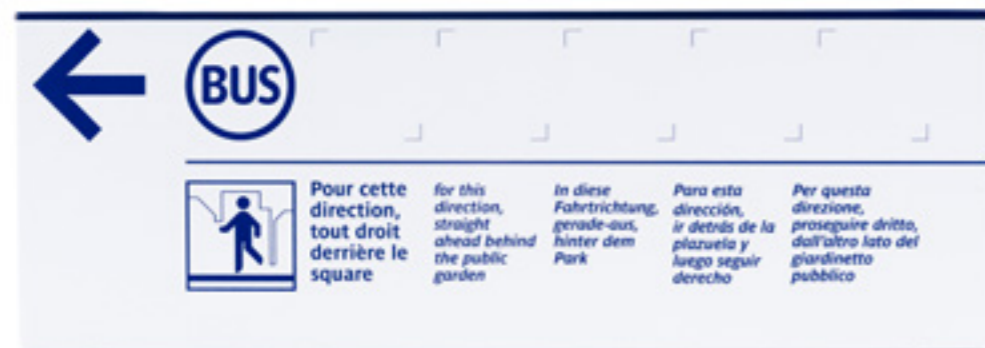 BUS
Pour cette
direction,
tout droit
derrière le
square
for this
direction,
straight
ahead behind
the public
garden
In diese
Fahrtrichtung,
gerade-aus,
hinter dem
Park
Para esta
dirección,
ir detrás de la
plazuela y
luego seguir
derecho
Per questa
direzione,
proseguire dritto,
dall'altro lato del
giardinetto
pubblico